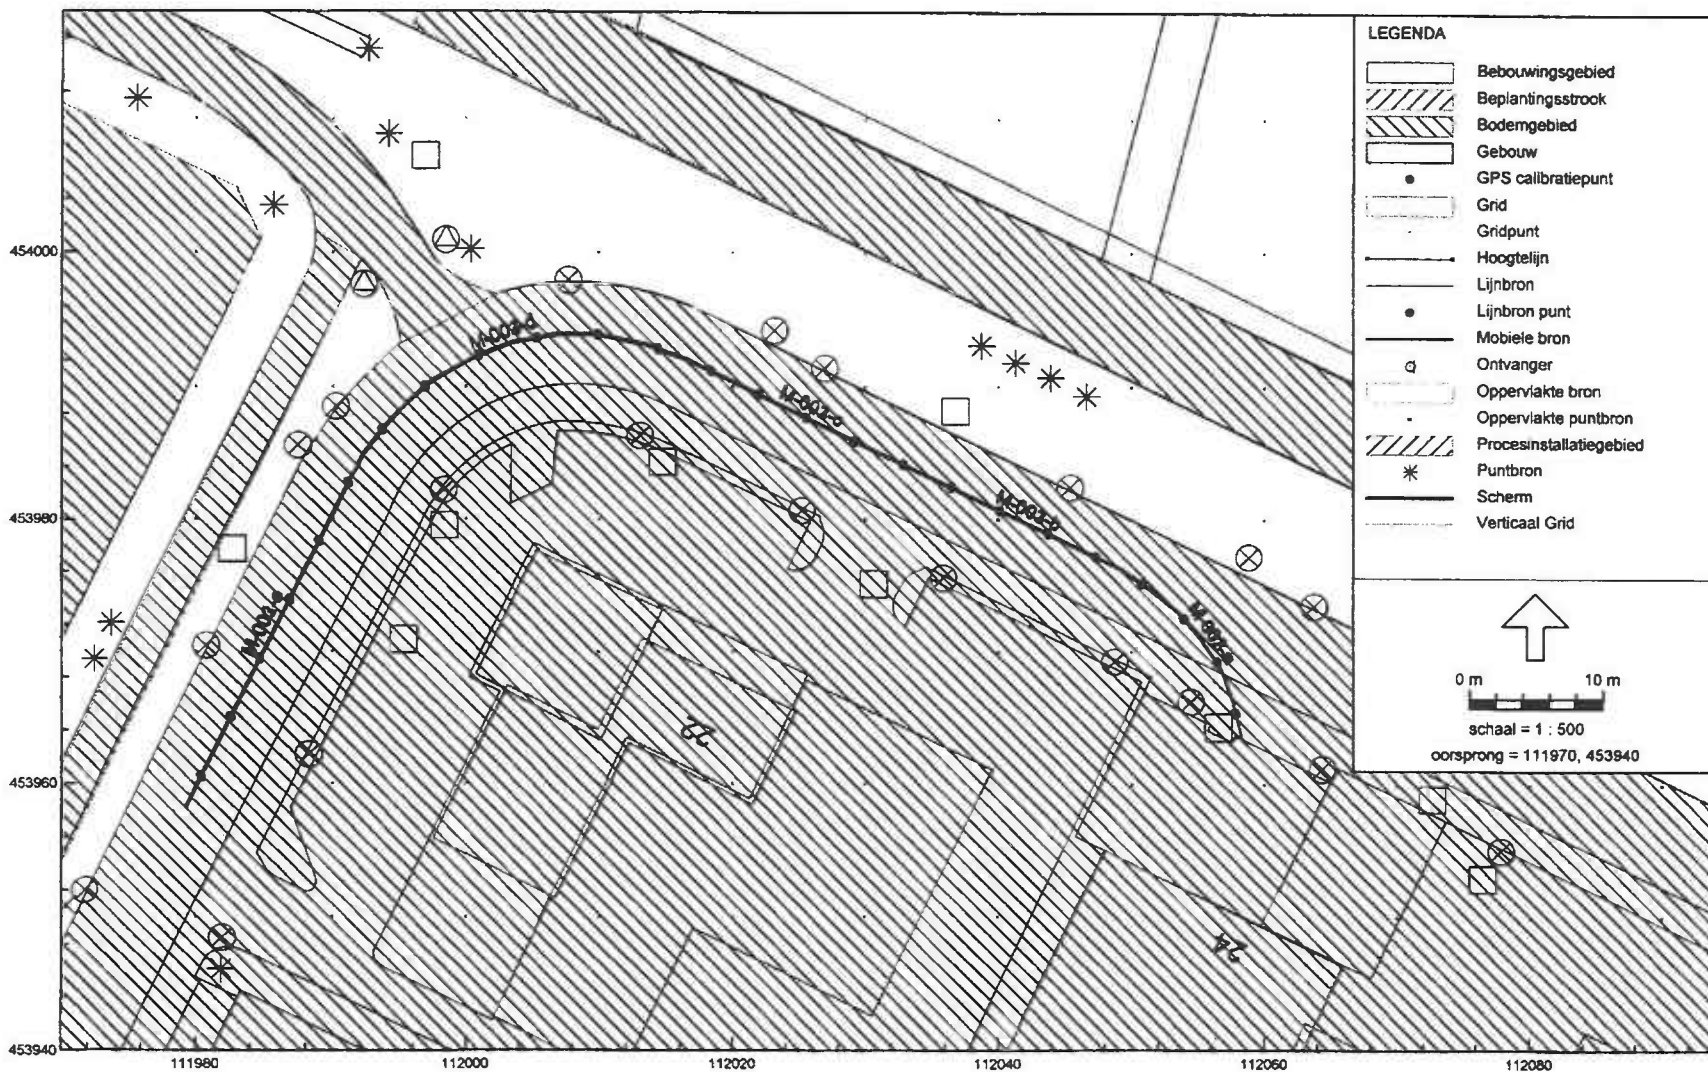 LEGENDA
Bebouwingsgebied
Beplantingsstrook
Bodemgebied
Gebouw
GPS calibratiepunt
Grid
Gridpunt
Hoogtelijn
Lijnbron
Lijnbron punt
Mobiele bron
Ontvanger
Oppervlakte bron
Oppervlakte puntbron
Procesinstallatiegebied
Puntbron
Scherm
Verticaal Grid
0 m 10 m
schaal = 1 : 500
oorsprong = 111970, 453940
454000
453980
453960
453940
111980 112000 112020 112040 112060 112080
22
24